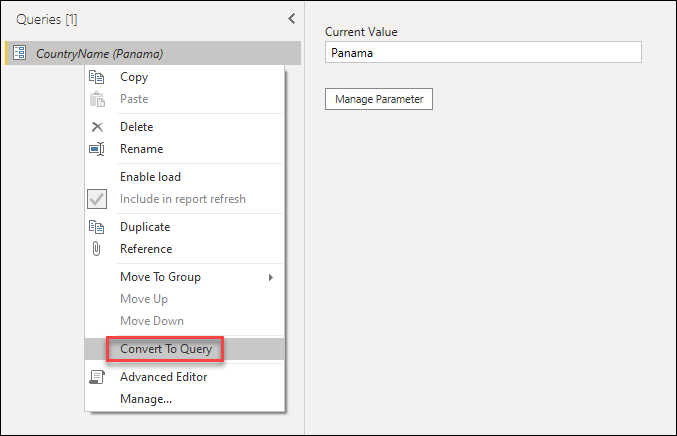 Queries [1]
CountryName (Panama)
Copy
Paste
Delete
Rename
Enable load
Include in report refresh
Duplicate
Reference
Move To Group
Move Up
Move Down
Convert To Query
Advanced Editor
Manage...
Current Value
Panama
Manage Parameter